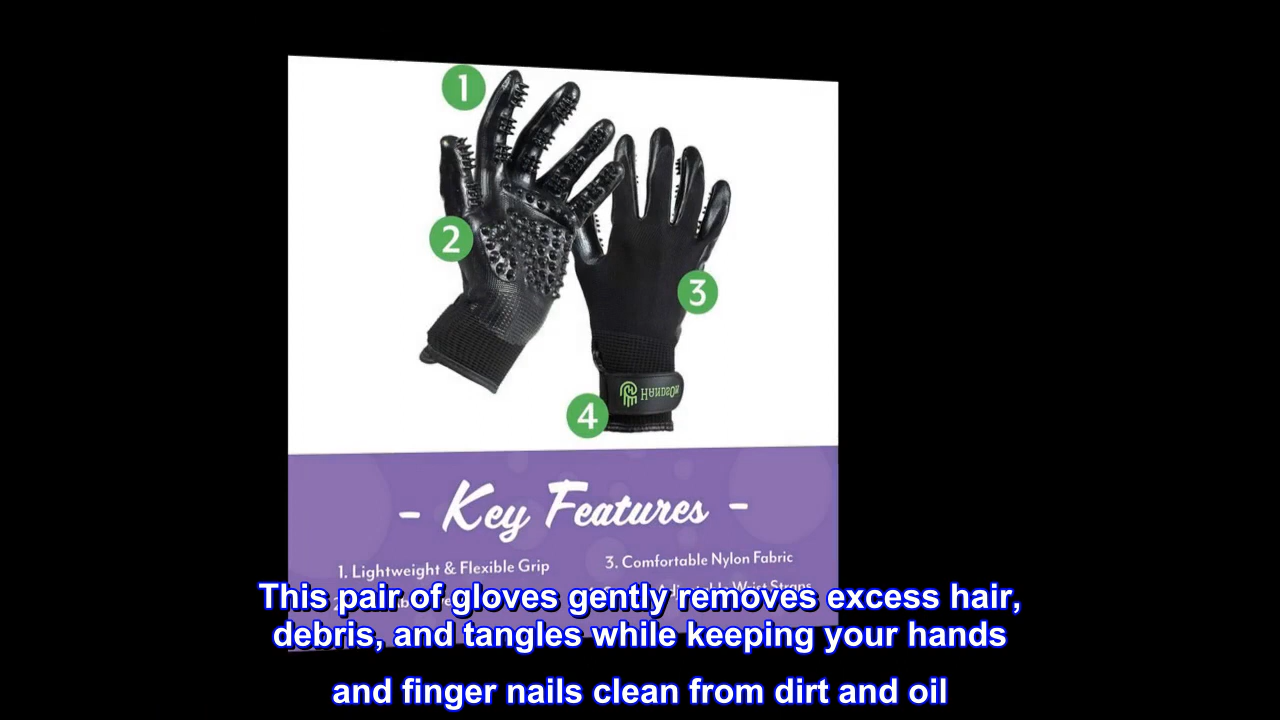 1
2
3
4
HANDSON
- Key Features -
1. Lightweight & Flexible Grip
3. Comfortable Nylon Fabric
Wrist Straps
This pair of gloves gently removes excess hair,
debris, and tangles while keeping your hands
and finger nails clean from dirt and oil